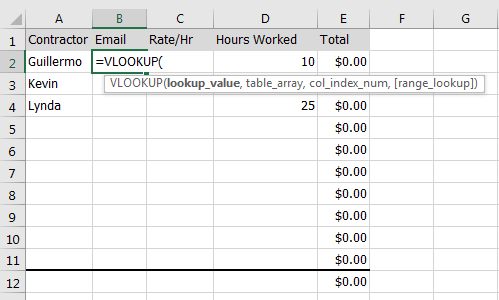 A B C D E F G
1 Contractor Email Rate/Hr Hours Worked Total
2 Guillermo =VLOOKUP( 10 $0.00
VLOOKUP(lookup_value, table_array, col_index_num, [range_lookup])
3 Kevin
4 Lynda 25 $0.00
5 $0.00
6 $0.00
7 $0.00
8 $0.00
9 $0.00
10 $0.00
11 $0.00
12 $0.00